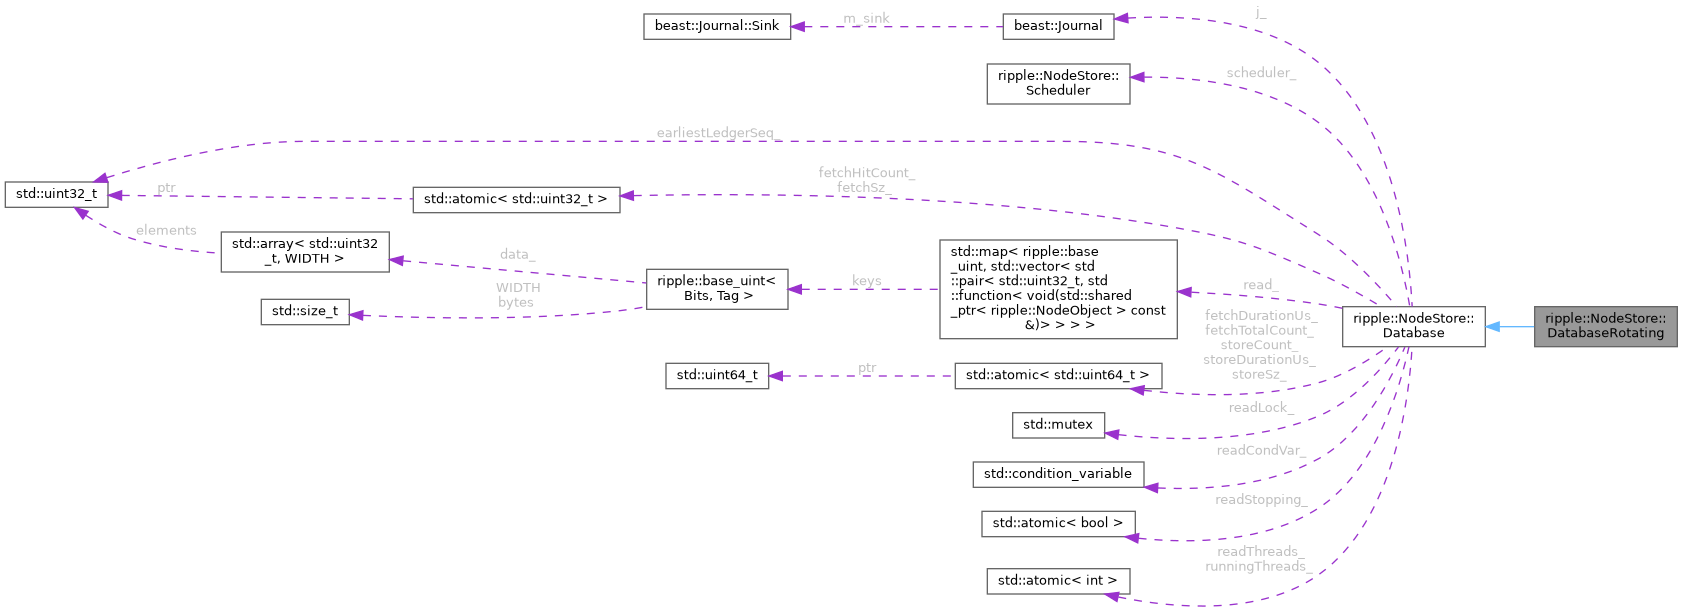 beast::Journal::Sink
m_sink
beast::Journal
j_
ripple::NodeStore::
Scheduler
scheduler_
earliestLedgerSeq_
std::uint32_t
ptr
std::atomic< std::uint32_t >
fetchHitCount_
fetchSz_
elements
std::array< std::uint32
_t, WIDTH >
data_
WIDTH
bytes
std::size_t
ripple::base_uint<
Bits, Tag >
keys
std::map< ripple::base
_uint, std::vector< std
::pair< std::uint32_t, std
::function< void(std::shared
_ptr< ripple::NodeObject > const
&)> > > >
read_
ripple::NodeStore::
Database
ripple::NodeStore::
DatabaseRotating
fetchDurationUs_
fetchTotalCount_
storeCount_
storeDurationUs_
storeSz_
std::uint64_t
ptr
std::atomic< std::uint64_t >
readLock_
std::mutex
readCondVar_
std::condition_variable
readStopping_
std::atomic< bool >
readThreads_
runningThreads_
std::atomic< int >